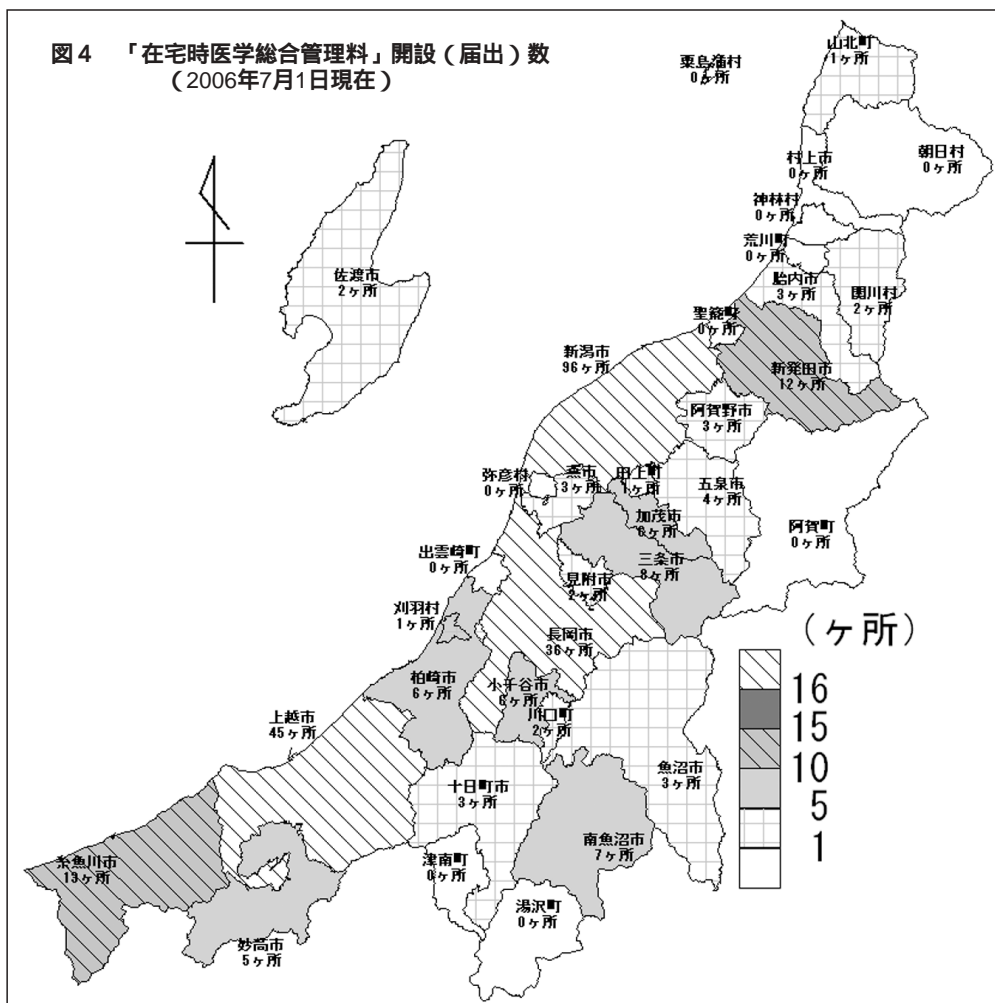 図4 「在宅時医学総合管理料」開設(届出)数
(2006年7月1日現在)
粟島浦村
0ヶ所
山北町
1ヶ所
朝日村
0ヶ所
村上市
0ヶ所
神林村
0ヶ所
荒川町
0ヶ所
胎内市
3ヶ所
関川村
2ヶ所
佐渡市
2ヶ所
聖籠町
0ヶ所
新潟市
96ヶ所
新発田市
12ヶ所
阿賀野市
3ヶ所
弥彦村
0ヶ所
燕市
3ヶ所
田上町
1ヶ所
五泉市
4ヶ所
加茂市
6ヶ所
阿賀町
0ヶ所
三条市
8ヶ所
出雲崎町
0ヶ所
見附市
2ヶ所
刈羽村
1ヶ所
長岡市
36ヶ所
柏崎市
6ヶ所
小千谷市
6ヶ所
川口町
2ヶ所
上越市
45ヶ所
魚沼市
3ヶ所
十日町市
3ヶ所
南魚沼市
7ヶ所
津南町
0ヶ所
糸魚川市
13ヶ所
湯沢町
0ヶ所
妙高市
5ヶ所
(ヶ所)
16
15
10
5
1